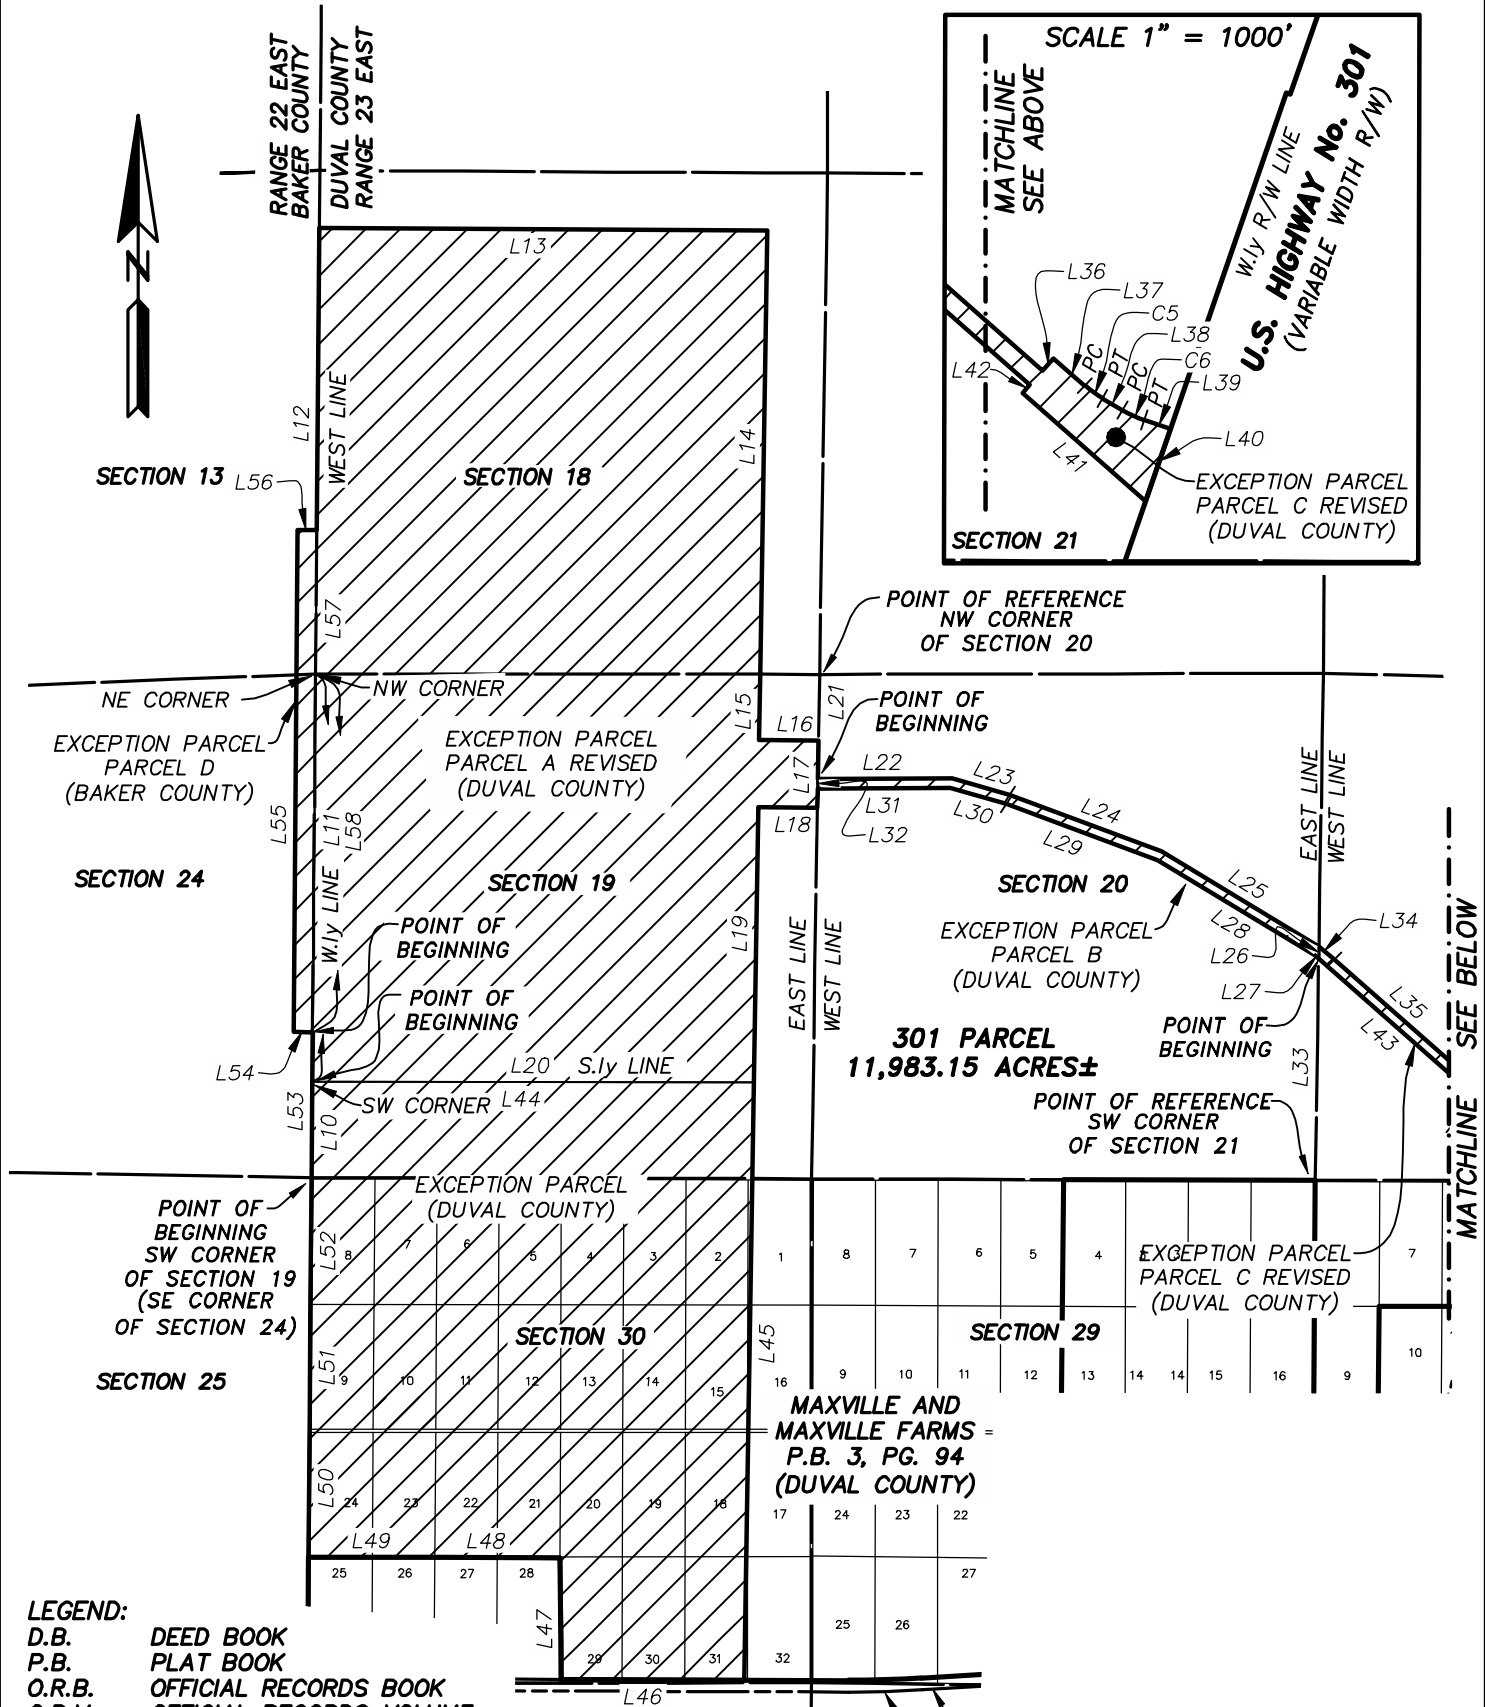 RANGE 22 EAST
BAKER COUNTY
DUVAL COUNTY
RANGE 23 EAST
SCALE 1" = 1000'
MATCHLINE
SEE ABOVE
W.ly R/W LINE
U.S. HIGHWAY No. 301
(VARIABLE WIDTH R/W)
L36
L37
C5
L38
C6
L39
PC
PT
PC
PT
L42
L41
L40
EXCEPTION PARCEL
PARCEL C REVISED
(DUVAL COUNTY)
SECTION 21
N
L13
L12
WEST LINE
L14
SECTION 13
L56
SECTION 18
L57
POINT OF REFERENCE
NW CORNER
OF SECTION 20
NE CORNER
NW CORNER
L15
L16
L21
POINT OF
BEGINNING
EXCEPTION PARCEL
PARCEL D
(BAKER COUNTY)
EXCEPTION PARCEL
PARCEL A REVISED
(DUVAL COUNTY)
L17
L22
L23
L24
L31
L30
L29
L32
L18
L55
L11
L58
EAST LINE
WEST LINE
SECTION 24
W.ly LINE
SECTION 19
L19
SECTION 20
L25
L28
L26
L27
L34
L35
L43
POINT OF
BEGINNING
POINT OF
BEGINNING
EAST LINE
WEST LINE
EXCEPTION PARCEL
PARCEL B
(DUVAL COUNTY)
POINT OF
BEGINNING
301 PARCEL
11,983.15 ACRES±
L33
MATCHLINE SEE BELOW
L54
L53
L10
L20 S.ly LINE
SW CORNER L44
POINT OF REFERENCE
SW CORNER
OF SECTION 21
EXCEPTION PARCEL
(DUVAL COUNTY)
POINT OF
BEGINNING
SW CORNER
OF SECTION 19
(SE CORNER
OF SECTION 24)
L52
8 7 6 5 4 3 2 1 8 7 6 5 4 3 7
EXCEPTION PARCEL
PARCEL C REVISED
(DUVAL COUNTY)
SECTION 30
SECTION 29
L45
SECTION 25
L51
9 10 11 12 13 14 15 16 9 10 11 12 13 14 14 15 16 9 10
MAXVILLE AND
MAXVILLE FARMS =
P.B. 3, PG. 94
(DUVAL COUNTY)
L50
24 23 22 21 20 19 18 17 24 23 22
L49
L48
25 26 27 28 27
L47
25 26
29 30 31 32
L46
LEGEND:
D.B. DEED BOOK
P.B. PLAT BOOK
O.R.B. OFFICIAL RECORDS BOOK